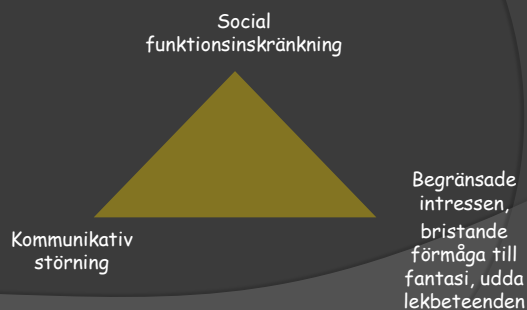 Social
funktionsinskränkning
Kommunikativ
störning
Begränsade
intressen,
bristande
förmåga till
fantasi, udda
lekbeteenden